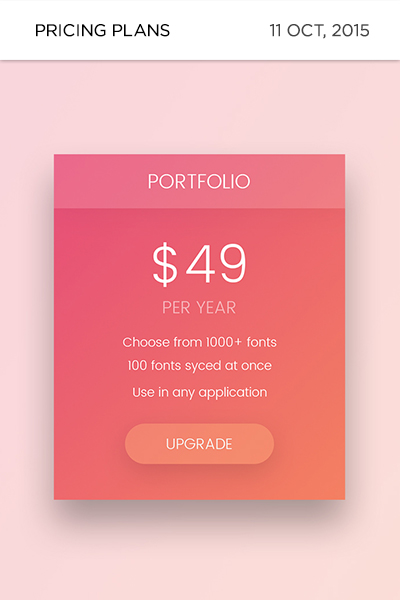 PRICING PLANS 11 OCT, 2015
PORTFOLIO
$49
PER YEAR
Choose from 1000+ fonts
100 fonts syced at once
Use in any application
UPGRADE